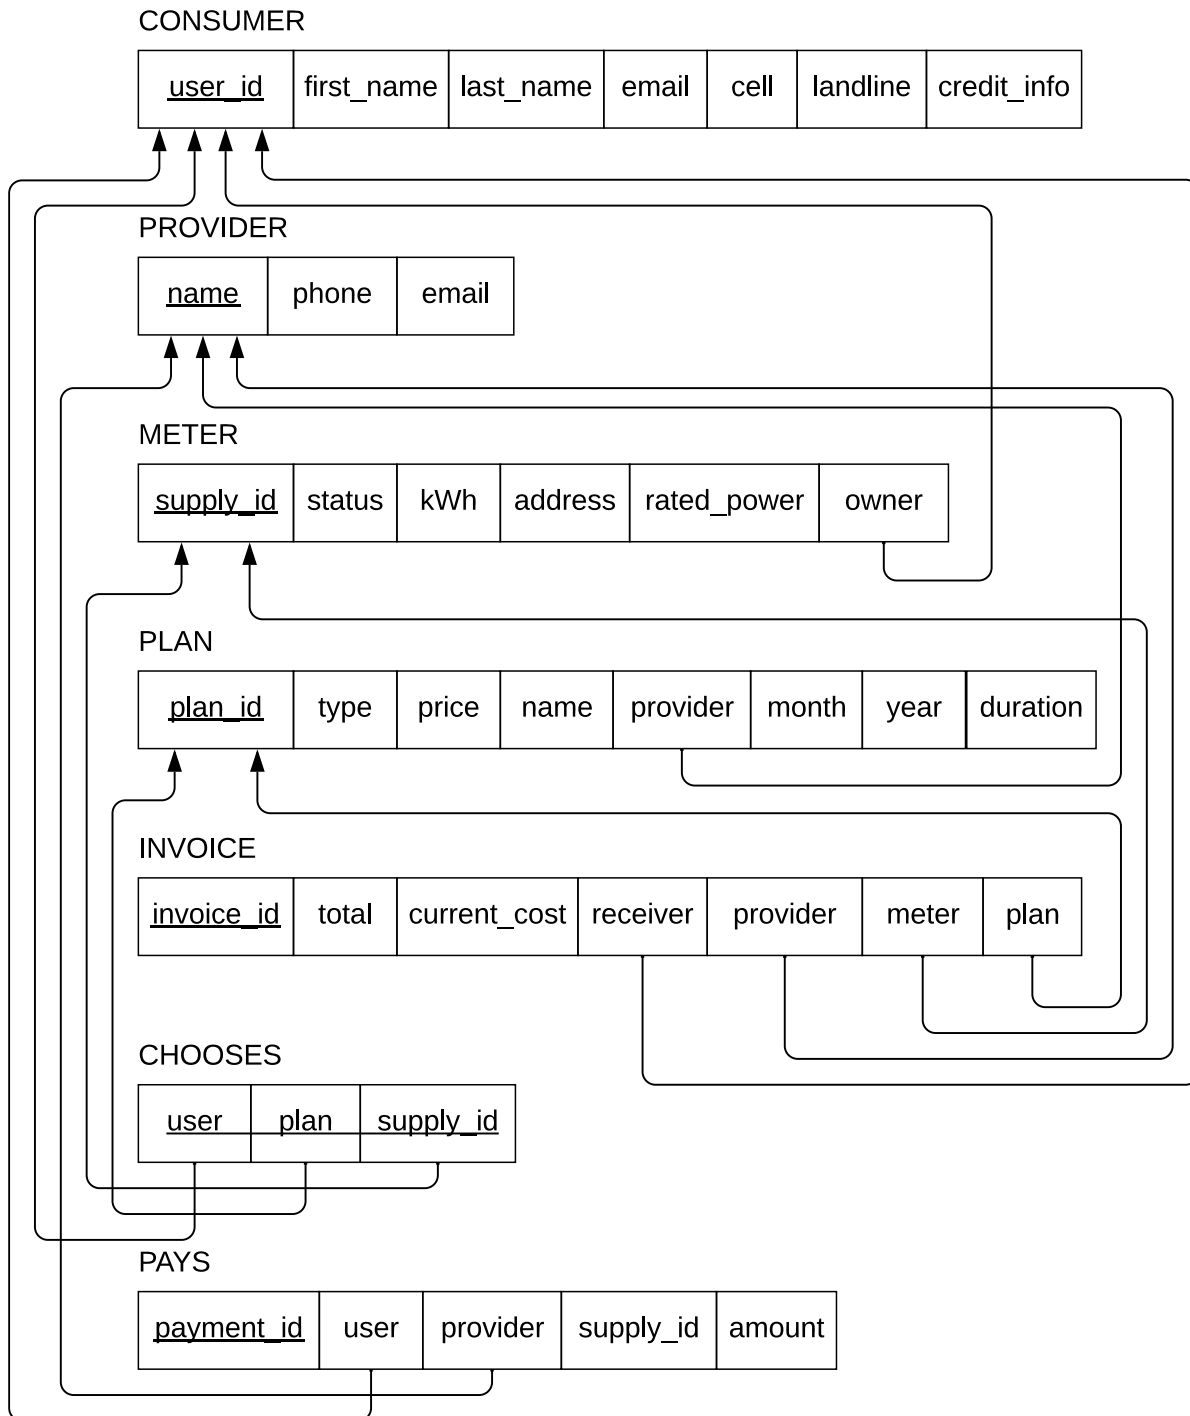 CONSUMER
user_id first_name last_name email cell landline credit_info
PROVIDER
name phone email
METER
supply_id status kWh address rated_power owner
PLAN
plan_id type price name provider month year duration
INVOICE
invoice_id total current_cost receiver provider meter plan
CHOOSES
user plan supply_id
PAYS
payment_id user provider supply_id amount